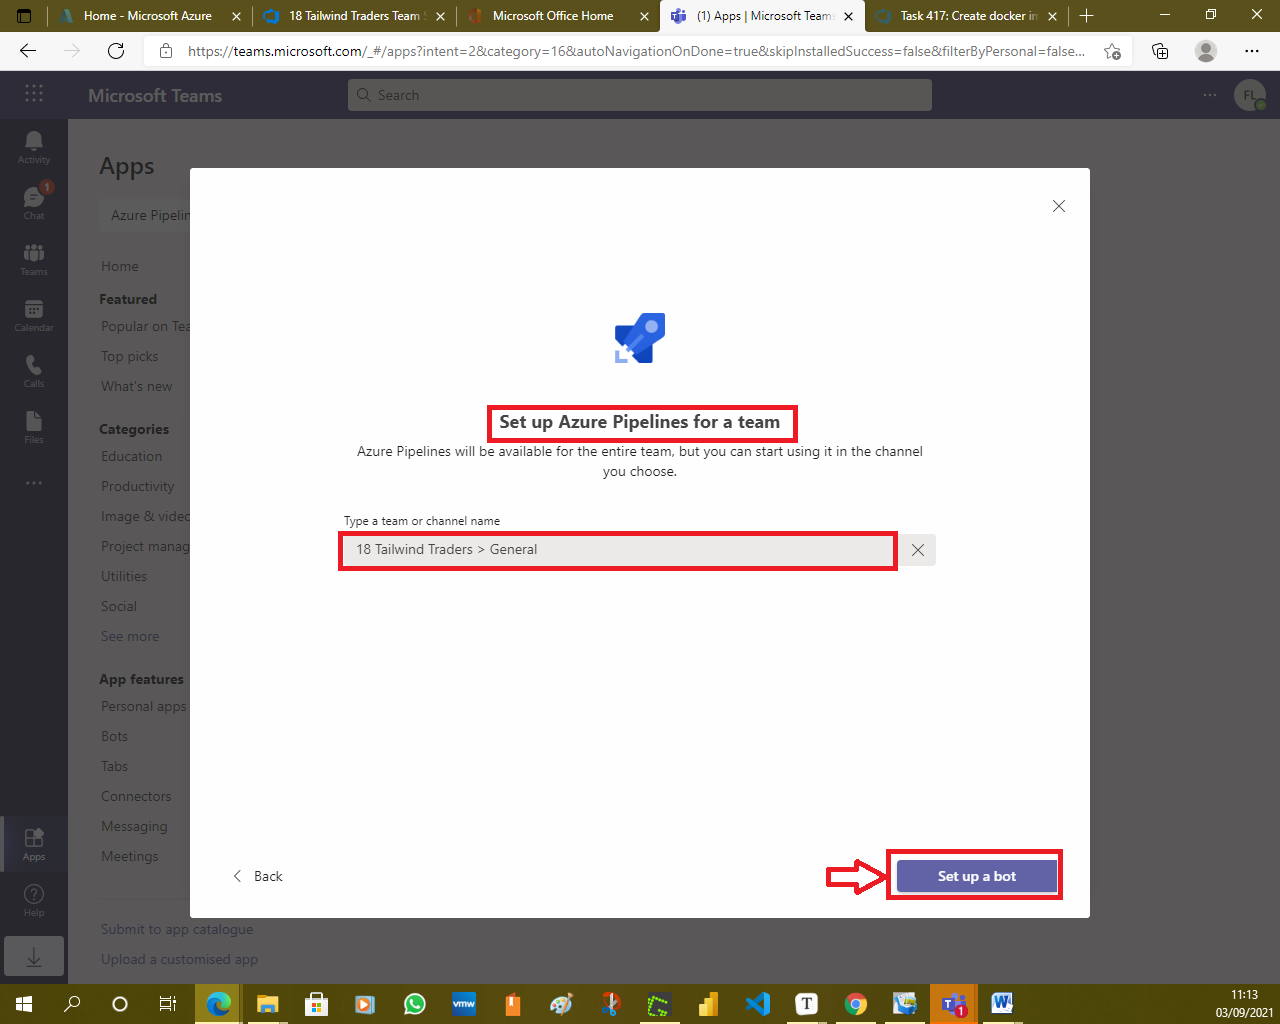 Home - Microsoft Azure
18 Tailwind Traders Team S
Microsoft Office Home
(1) Apps | Microsoft Teams
Task 417: Create docker im
https://teams.microsoft.com/_#/apps?intent=2&category=16&autoNavigationOnDone=true&skipInstalledSuccess=false&filterByPersonal=false...
Microsoft Teams
Search
FL
Activity
1
Chat
Teams
Calendar
Calls
Files
Apps
Help
Apps
Azure Pipelin
Home
Featured
Popular on Tea
Top picks
What's new
Categories
Education
Productivity
Image & video
Project manag
Utilities
Social
See more
App features
Personal apps
Bots
Tabs
Connectors
Messaging
Meetings
Submit to app catalogue
Upload a customised app
Set up Azure Pipelines for a team
Azure Pipelines will be available for the entire team, but you can start using it in the channel
you choose.
Type a team or channel name
18 Tailwind Traders > General
Back
Set up a bot
vmw
T
1
W
11:13
03/09/2021